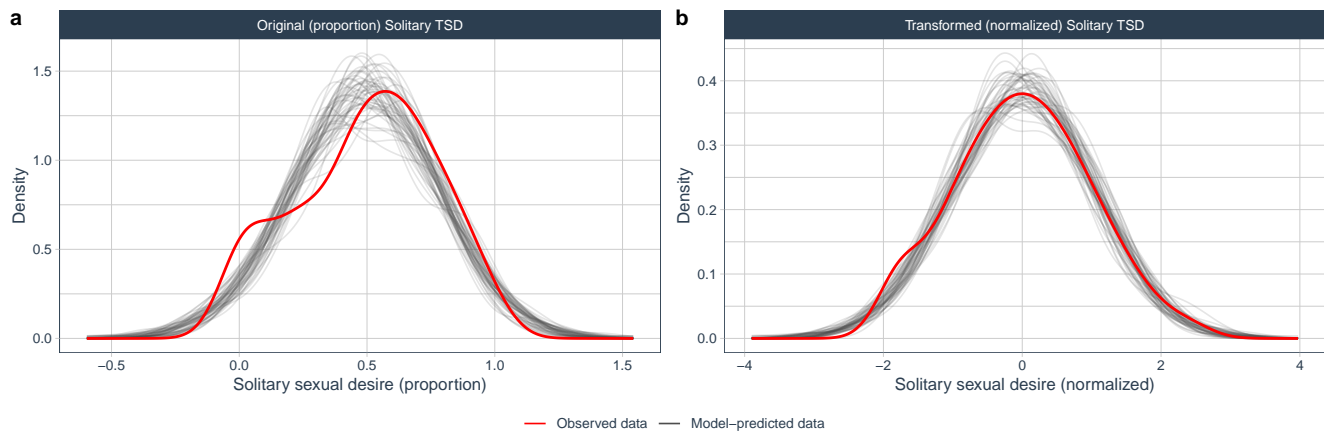 a
Original (proportion) Solitary TSD
Density
0.0
0.5
1.0
1.5
−0.5
0.0
0.5
1.0
1.5
Solitary sexual desire (proportion)
b
Transformed (normalized) Solitary TSD
Density
0.0
0.1
0.2
0.3
0.4
−4
−2
0
2
4
Solitary sexual desire (normalized)
Observed data
Model−predicted data